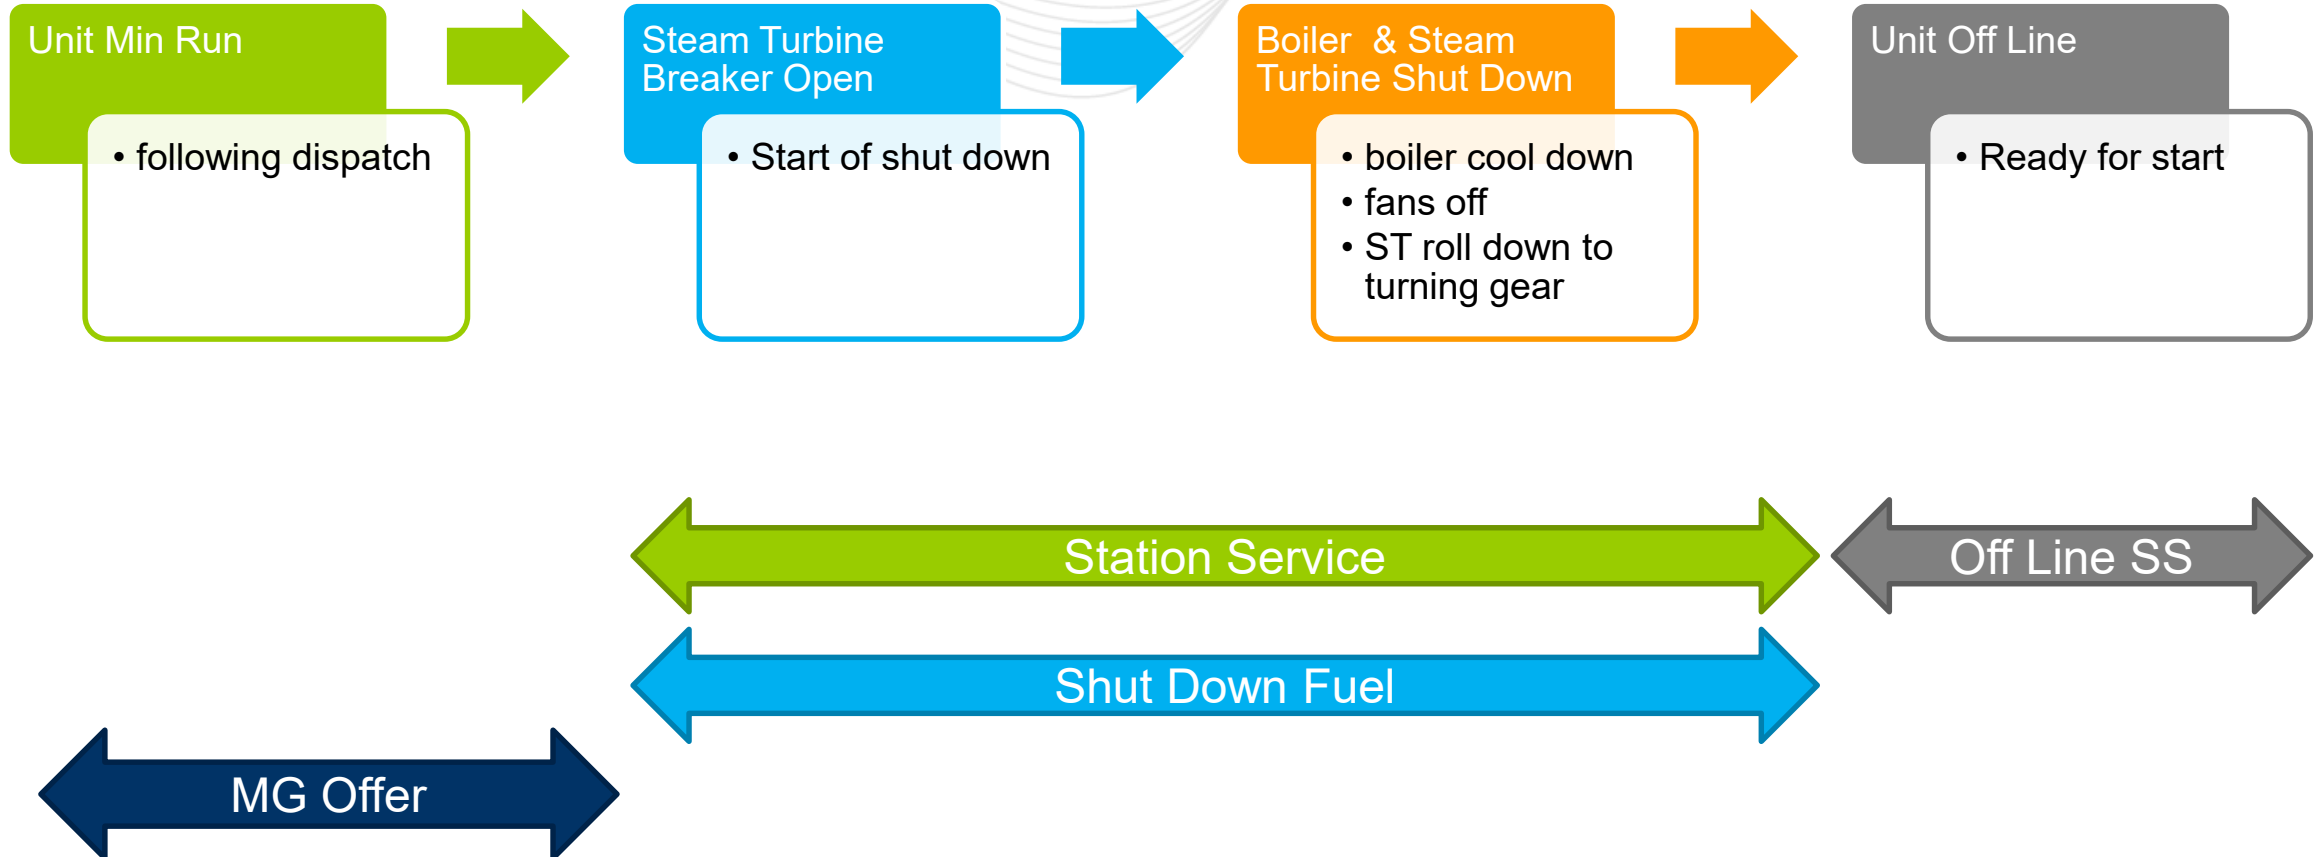 Unit Min Run
• following dispatch
Steam Turbine
Breaker Open
• Start of shut down
Boiler & Steam
Turbine Shut Down
• boiler cool down
• fans off
• ST roll down to
turning gear
Unit Off Line
• Ready for start
Station Service
Off Line SS
Shut Down Fuel
MG Offer